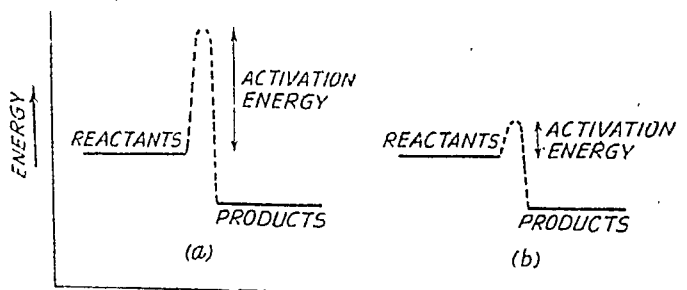 ENERGY
REACTANTS
ACTIVATION
ENERGY
PRODUCTS
(a)
REACTANTS
ACTIVATION
ENERGY
PRODUCTS
(b)